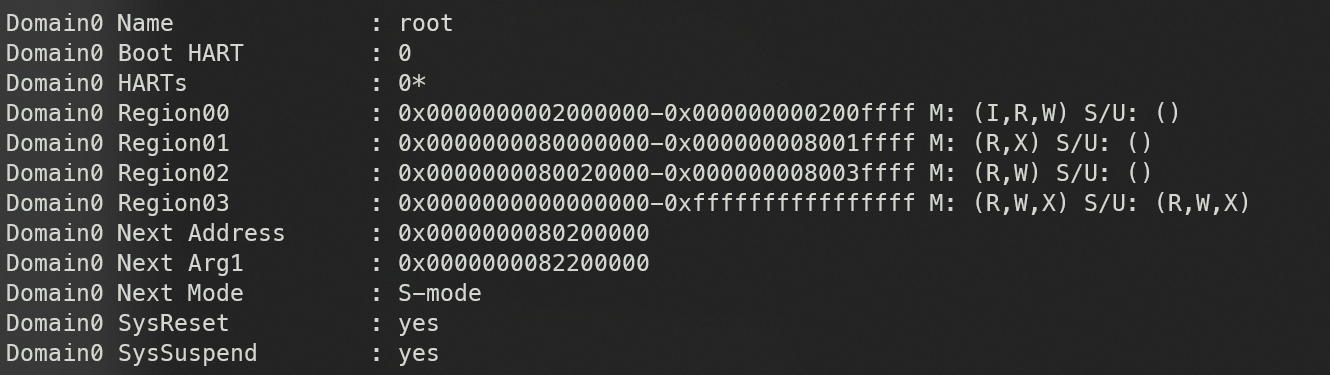 Domain0 Name              : root
Domain0 Boot HART         : 0
Domain0 HARTs             : 0*
Domain0 Region00          : 0x0000000002000000-0x000000000200ffff M: (I,R,W) S/U: ()
Domain0 Region01          : 0x0000000080000000-0x000000008001ffff M: (R,X) S/U: ()
Domain0 Region02          : 0x0000000080020000-0x000000008003ffff M: (R,W) S/U: ()
Domain0 Region03          : 0x0000000000000000-0xffffffffffffffff M: (R,W,X) S/U: (R,W,X)
Domain0 Next Address      : 0x0000000080200000
Domain0 Next Arg1         : 0x0000000082200000
Domain0 Next Mode         : S-mode
Domain0 SysReset          : yes
Domain0 SysSuspend        : yes